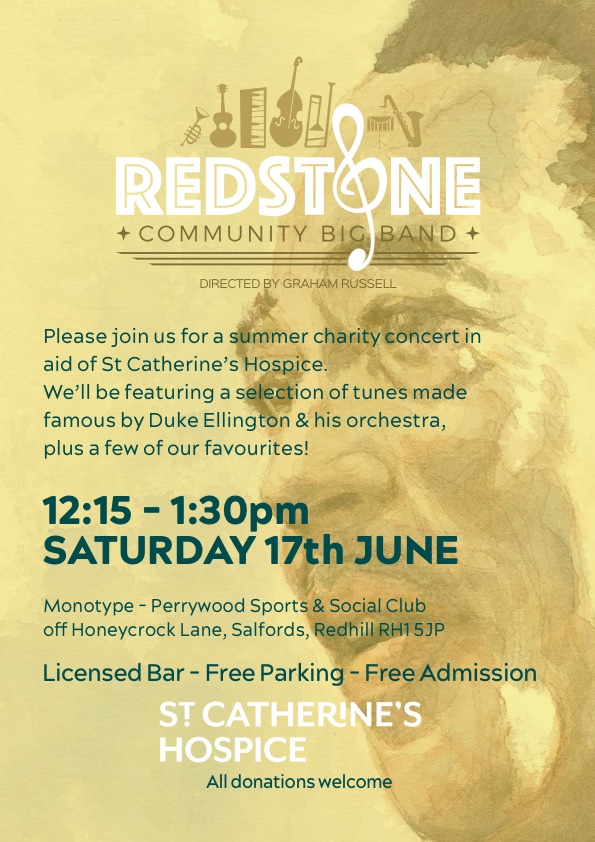 REDSTONE
COMMUNITY BIG BAND
DIRECTED BY GRAHAM RUSSELL
Please join us for a summer charity concert in
aid of St Catherine's Hospice.
We'll be featuring a selection of tunes made
famous by Duke Ellington & his orchestra,
plus a few of our favourites!
12:15 – 1:30pm
SATURDAY 17th JUNE
Monotype – Perrywood Sports & Social Club
off Honeycrock Lane, Salfords, Redhill RH1 5JP
Licensed Bar – Free Parking – Free Admission
ST CATHERINE'S
HOSPICE
All donations welcome